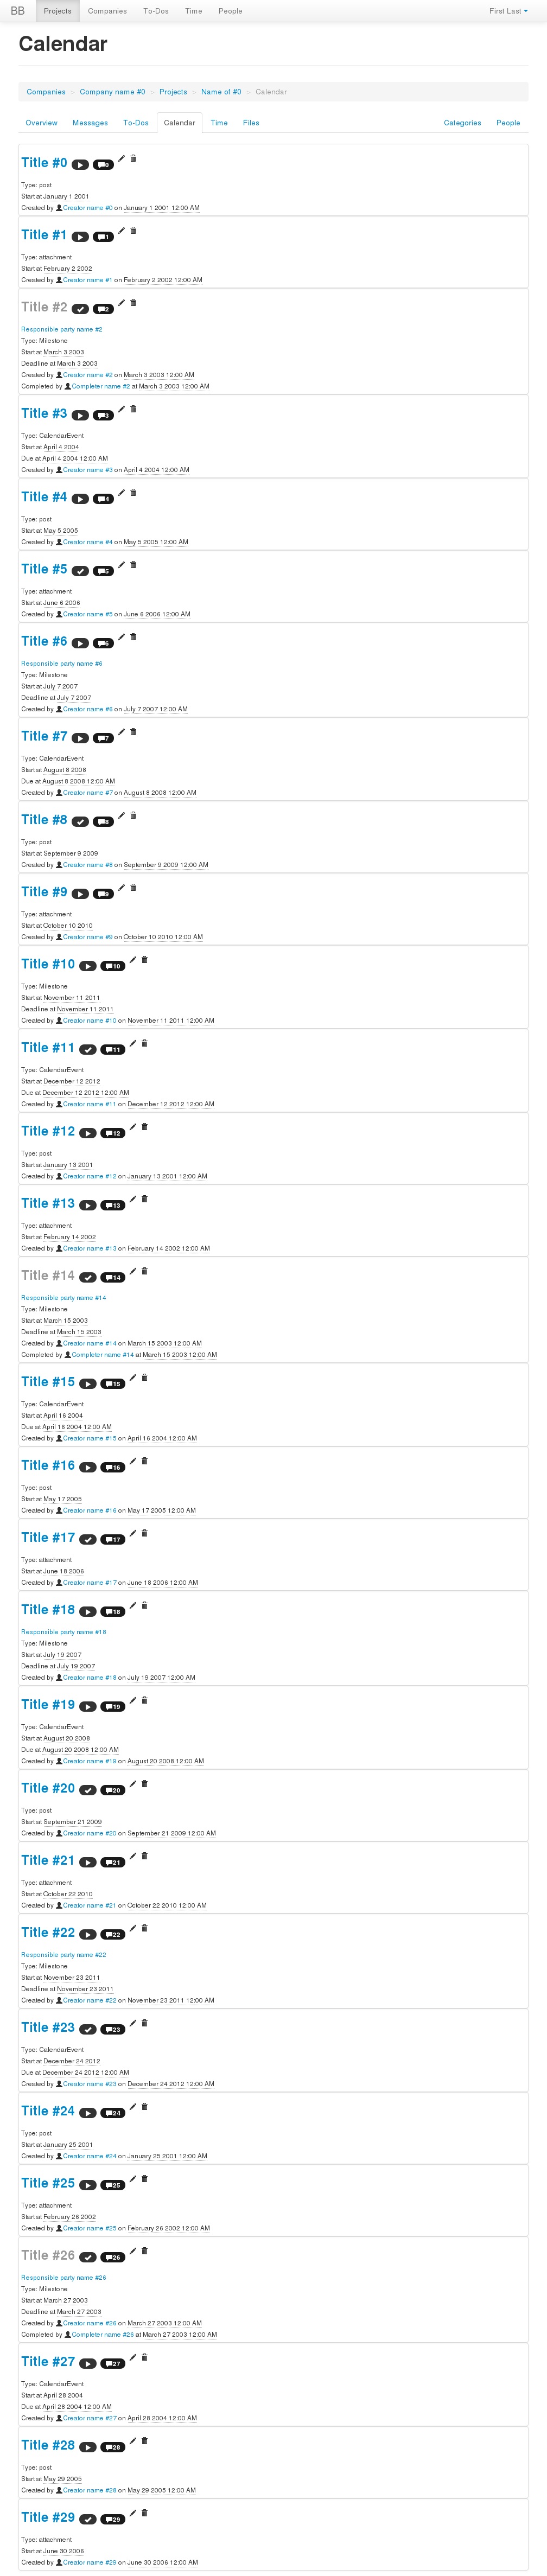 BB Projects Companies To-Dos Time People First Last
Calendar
Companies > Company name #0 > Projects > Name of #0 > Calendar
Overview Messages To-Dos Calendar Time Files Categories People
Title #0 0
Type: post
Start at January 1 2001
Created by Creator name #0 on January 1 2001 12:00 AM
Title #1 1
Type: attachment
Start at February 2 2002
Created by Creator name #1 on February 2 2002 12:00 AM
Title #2 2
Responsible party name #2
Type: Milestone
Start at March 3 2003
Deadline at March 3 2003
Created by Creator name #2 on March 3 2003 12:00 AM
Completed by Completer name #2 at March 3 2003 12:00 AM
Title #3 3
Type: CalendarEvent
Start at April 4 2004
Due at April 4 2004 12:00 AM
Created by Creator name #3 on April 4 2004 12:00 AM
Title #4 4
Type: post
Start at May 5 2005
Created by Creator name #4 on May 5 2005 12:00 AM
Title #5 5
Type: attachment
Start at June 6 2006
Created by Creator name #5 on June 6 2006 12:00 AM
Title #6 6
Responsible party name #6
Type: Milestone
Start at July 7 2007
Deadline at July 7 2007
Created by Creator name #6 on July 7 2007 12:00 AM
Title #7 7
Type: CalendarEvent
Start at August 8 2008
Due at August 8 2008 12:00 AM
Created by Creator name #7 on August 8 2008 12:00 AM
Title #8 8
Type: post
Start at September 9 2009
Created by Creator name #8 on September 9 2009 12:00 AM
Title #9 9
Type: attachment
Start at October 10 2010
Created by Creator name #9 on October 10 2010 12:00 AM
Title #10 10
Type: Milestone
Start at November 11 2011
Deadline at November 11 2011
Created by Creator name #10 on November 11 2011 12:00 AM
Title #11 11
Type: CalendarEvent
Start at December 12 2012
Due at December 12 2012 12:00 AM
Created by Creator name #11 on December 12 2012 12:00 AM
Title #12 12
Type: post
Start at January 13 2001
Created by Creator name #12 on January 13 2001 12:00 AM
Title #13 13
Type: attachment
Start at February 14 2002
Created by Creator name #13 on February 14 2002 12:00 AM
Title #14 14
Responsible party name #14
Type: Milestone
Start at March 15 2003
Deadline at March 15 2003
Created by Creator name #14 on March 15 2003 12:00 AM
Completed by Completer name #14 at March 15 2003 12:00 AM
Title #15 15
Type: CalendarEvent
Start at April 16 2004
Due at April 16 2004 12:00 AM
Created by Creator name #15 on April 16 2004 12:00 AM
Title #16 16
Type: post
Start at May 17 2005
Created by Creator name #16 on May 17 2005 12:00 AM
Title #17 17
Type: attachment
Start at June 18 2006
Created by Creator name #17 on June 18 2006 12:00 AM
Title #18 18
Responsible party name #18
Type: Milestone
Start at July 19 2007
Deadline at July 19 2007
Created by Creator name #18 on July 19 2007 12:00 AM
Title #19 19
Type: CalendarEvent
Start at August 20 2008
Due at August 20 2008 12:00 AM
Created by Creator name #19 on August 20 2008 12:00 AM
Title #20 20
Type: post
Start at September 21 2009
Created by Creator name #20 on September 21 2009 12:00 AM
Title #21 21
Type: attachment
Start at October 22 2010
Created by Creator name #21 on October 22 2010 12:00 AM
Title #22 22
Responsible party name #22
Type: Milestone
Start at November 23 2011
Deadline at November 23 2011
Created by Creator name #22 on November 23 2011 12:00 AM
Title #23 23
Type: CalendarEvent
Start at December 24 2012
Due at December 24 2012 12:00 AM
Created by Creator name #23 on December 24 2012 12:00 AM
Title #24 24
Type: post
Start at January 25 2001
Created by Creator name #24 on January 25 2001 12:00 AM
Title #25 25
Type: attachment
Start at February 26 2002
Created by Creator name #25 on February 26 2002 12:00 AM
Title #26 26
Responsible party name #26
Type: Milestone
Start at March 27 2003
Deadline at March 27 2003
Created by Creator name #26 on March 27 2003 12:00 AM
Completed by Completer name #26 at March 27 2003 12:00 AM
Title #27 27
Type: CalendarEvent
Start at April 28 2004
Due at April 28 2004 12:00 AM
Created by Creator name #27 on April 28 2004 12:00 AM
Title #28 28
Type: post
Start at May 29 2005
Created by Creator name #28 on May 29 2005 12:00 AM
Title #29 29
Type: attachment
Start at June 30 2006
Created by Creator name #29 on June 30 2006 12:00 AM